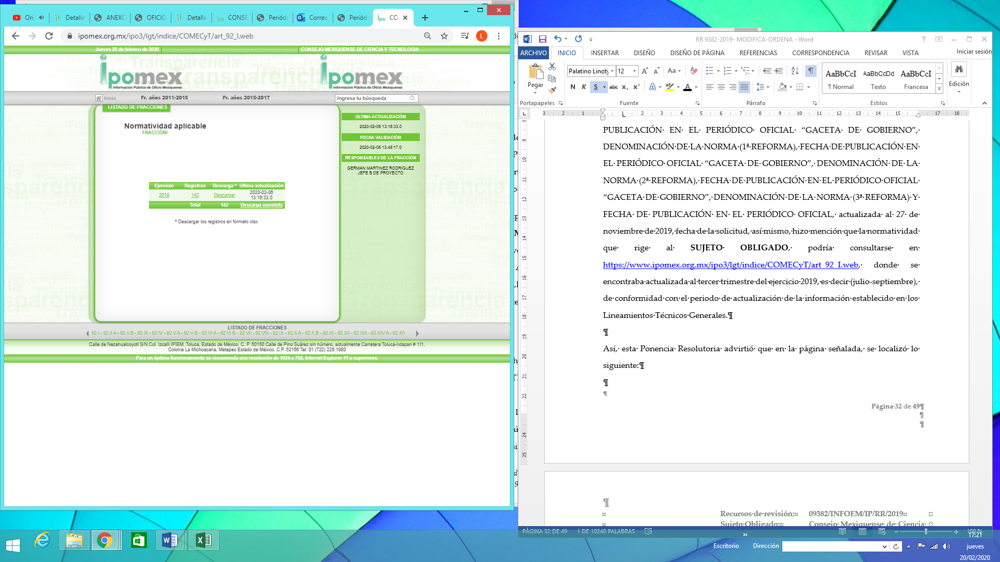 Ori
Detalle
ANEXO
OFICIO
Detalle
CONSE
Periódi
Correo
Periódi
CO
ipomex.org.mx/ipo3/lgt/indice/COMECyT/art_92_I.web
L
Jueves 20 de febrero de 2020
CONSEJO MEXIQUENSE DE CIENCIA Y TECNOLOGIA
ipomex
Información Pública de Oficio Mexiquense
ipomex
Información Pública de Oficio Mexiquense
Inicio
Fr. años 2011-2015
Fr. años 2015-2017
Ingresa tu búsqueda
LISTADO DE FRACCIONES
Normatividad aplicable
FRACCIÓNI
Ejercicio Registros Descarga * Ultima actualización
2019 142 Descargar 2020-02-06
13:16:33.0
Total 142 Descarga completa
* Descargar los registros en formato xlsx.
ULTIMA ACTUALIZACIÓN
2020-02-06 13:16:33.0
FECHA VALIDACIÓN
2020-02-06 13:46:17.0
RESPONSABLES DE LA FRACCIÓN
GERMAN MARTINEZ RODRIGUEZ
JEFE B DE PROYECTO
LISTADO DE FRACCIONES
92 I - 92 II A - 92 II B - 92 III - 92 IV - 92 V A - 92 V B - 92 VI A - 92 VI B - 92 VII - 92 VIII - 92 IX - 92 X A - 92 X B - 92 XI - 92 XII - 92 XIII - 92 XIV A - 92 XIV
Calle de Nezahualcoyotl S/N Col. Izcalli IPIEM, Toluca, Estado de México. C. P. 50150 Calle de Pino Suárez sin número, actualmente Carretera Toluca-Ixtapan # 111,
Colonia La Michoacana; Metepec Estado de México, C.P. 52166 Tel: 01 (722) 226 1980
Para un óptimo funcionamiento se recomienda una resolución de 1024 x 768, Internet Explorer 11 o superiores.
RR 9382-2019- MODIFICA-ORDENA - Word
ARCHIVO INICIO INSERTAR DISEÑO DISEÑO DE PÁGINA REFERENCIAS CORRESPONDENCIA REVISAR VISTA Iniciar sesión
Pegar
Palatino Linoty 12
AaBbCcI AaBbCcDd AaBbCcI
¶ Normal Texto Francesa
Edición
Portapapeles Fuente Párrafo Estilos
PUBLICACIÓN EN EL PERIÓDICO OFICIAL “GACETA DE GOBIERNO”,
DENOMINACIÓN DE LA NORMA (1ª REFORMA), FECHA DE PUBLICACIÓN EN
EL PERIÓDICO OFICIAL “GACETA DE GOBIERNO”, DENOMINACIÓN DE LA
NORMA (2ª REFORMA), FECHA DE PUBLICACIÓN EN EL PERIÓDICO OFICIAL
“GACETA DE GOBIERNO”, DENOMINACIÓN DE LA NORMA (3ª REFORMA) Y
FECHA DE PUBLICACIÓN EN EL PERIÓDICO OFICIAL, actualizada al 27 de
noviembre de 2019, fecha de la solicitud, así mismo, hizo mención que la normatividad
que rige al SUJETO OBLIGADO, podría consultarse en
https://www.ipomex.org.mx/ipo3/lgt/indice/COMECyT/art_92_I.web, donde se
encontraba actualizada al tercer trimestre del ejercicio 2019, es decir (julio-septiembre),
de conformidad con el periodo de actualización de la información establecido en los
Lineamientos Técnicos Generales.¶
¶
Así, esta Ponencia Resolutoria advirtió que en la página señalada, se localizó lo
siguiente:¶
¶
¶
Página 32 de 49¶
¶
¶
¶
Recursos de revisión: 09382/INFOEM/IP/RR/2019
Sujeto Obligado: Consejo Mexiquense de Ciencia
PÁGINA 32 DE 49 1 DE 10240 PALABRAS 100 %
Escritorio
Dirección
17:21
jueves
20/02/2020